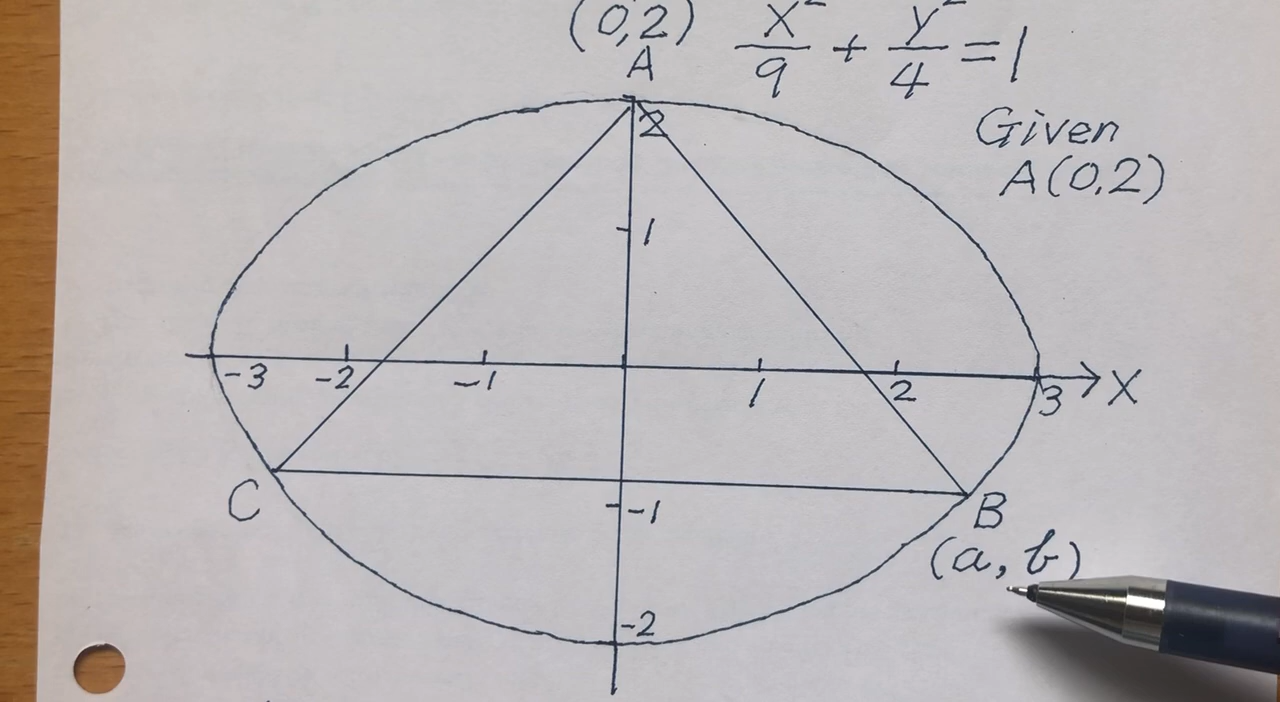 (0,2) x²/9 + y²/4 = 1
A
Given
A(0,2)
2
1
-3 -2 -1 1 2 3 X
C
-1
B
(a, b)
-2